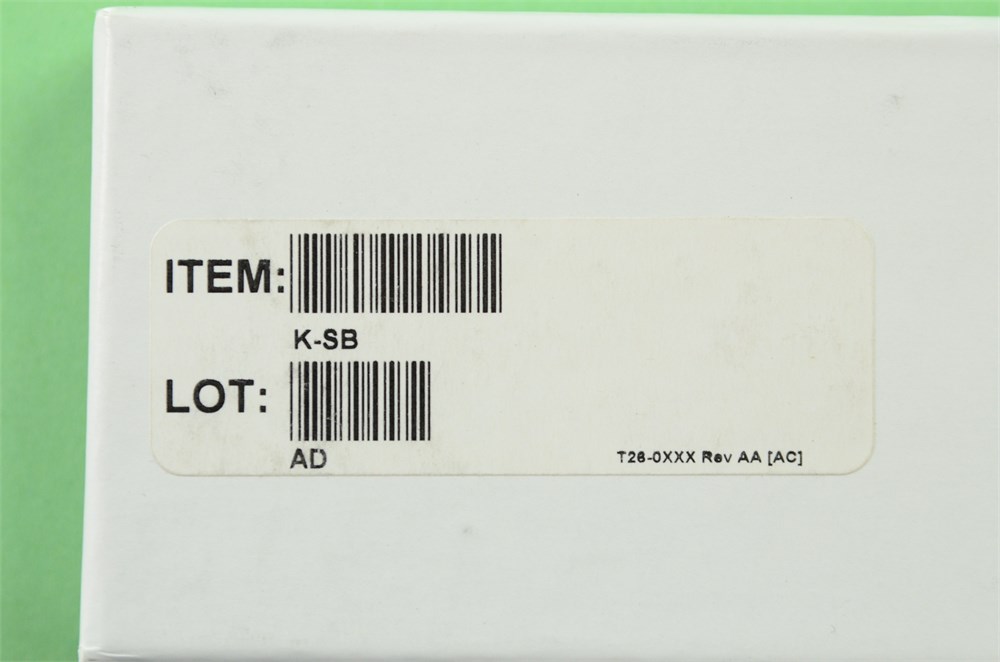 ITEM:
K-SB
LOT:
AD
T26-0XXX Rev AA [AC]